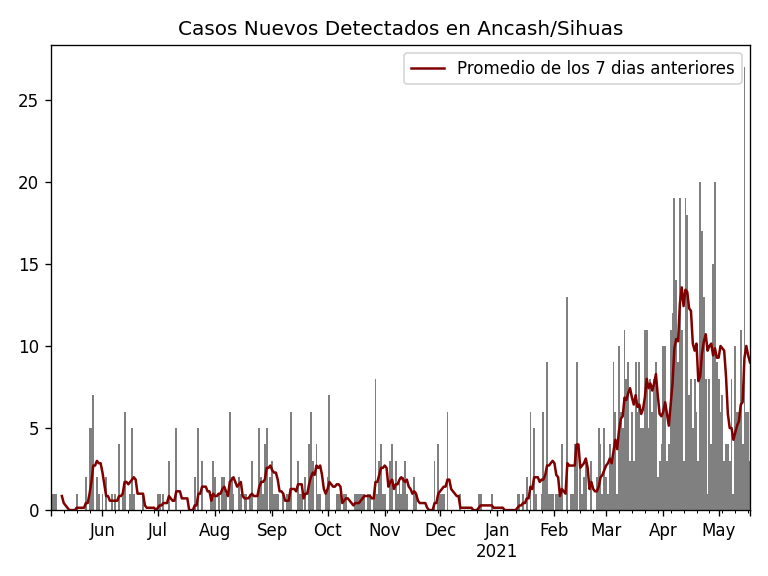 Casos Nuevos Detectados en Ancash/Sihuas
Promedio de los 7 dias anteriores
25
20
15
10
5
0
Jun Jul Aug Sep Oct Nov Dec Jan Feb Mar Apr May
2021